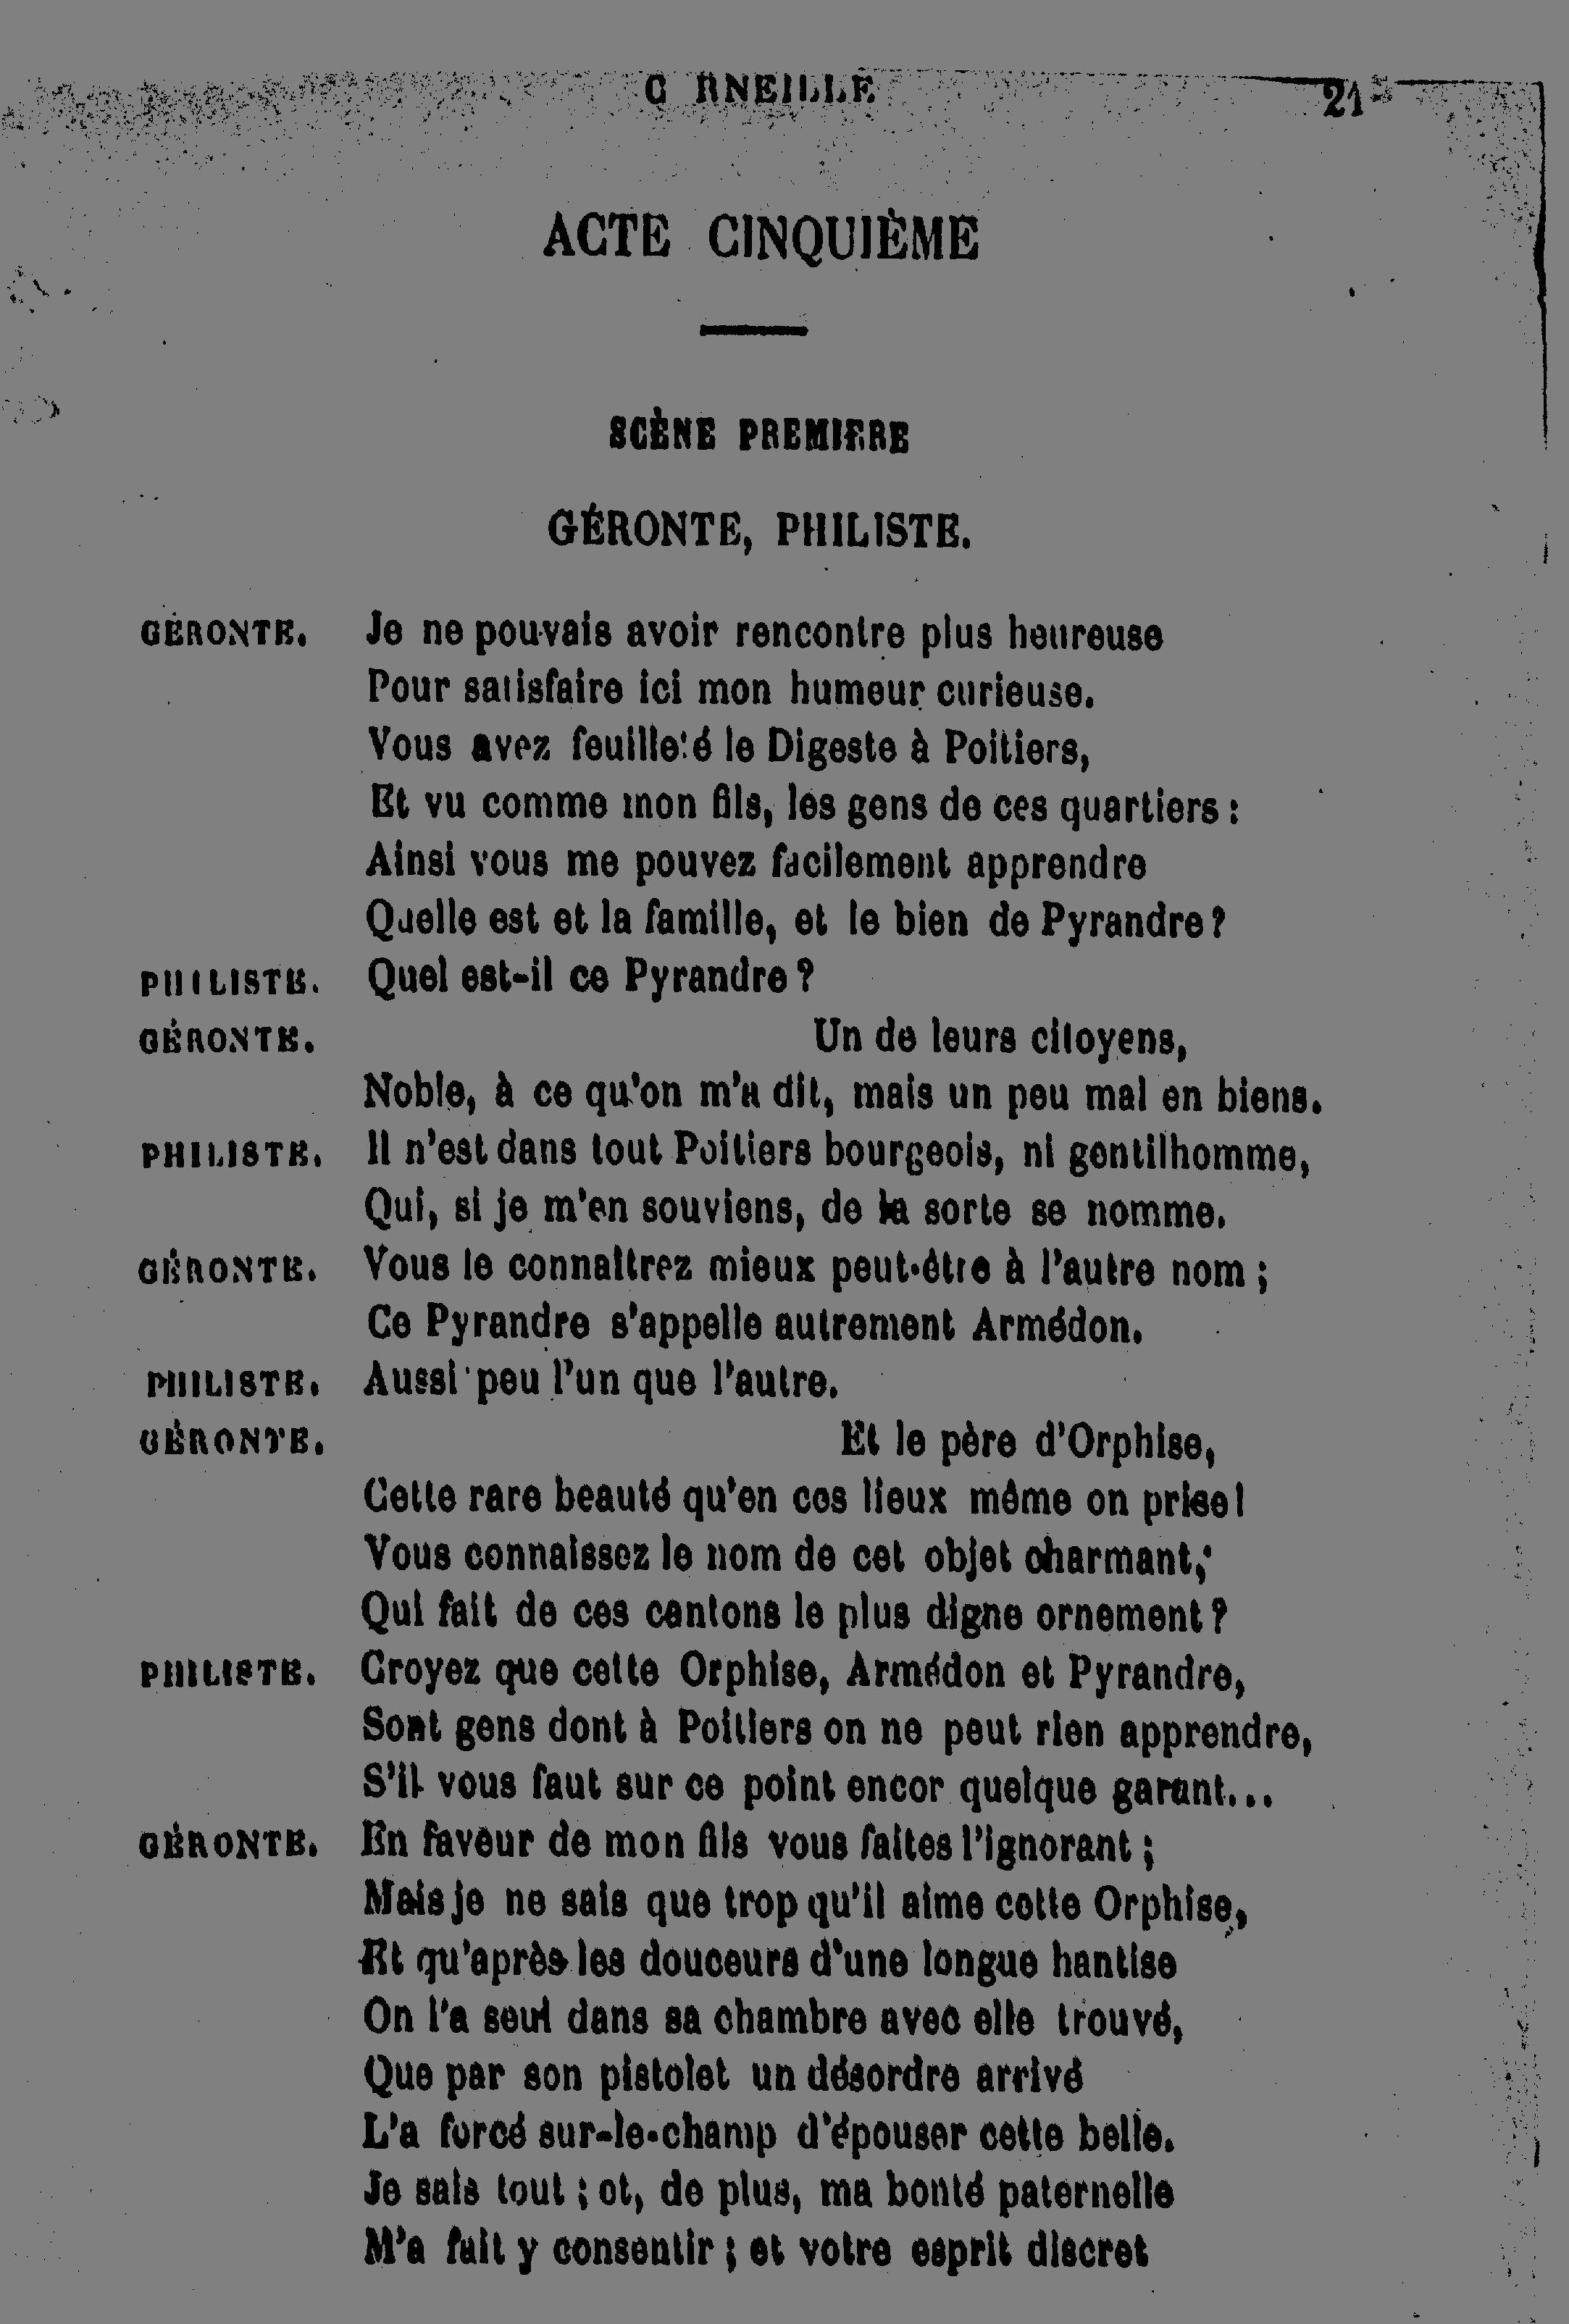 CORNEILLE 21
ACTE CINQUIÈME
SCÈNE PREMIERE
GÉRONTE, PHILISTE.
GÉRONTE. Je ne pouvais avoir rencontre plus heureuse
Pour satisfaire ici mon humeur curieuse.
Vous avez feuilleté le Digeste à Poitiers,
Et vu comme mon fils, les gens de ces quartiers :
Ainsi vous me pouvez facilement apprendre
Quelle est et la famille, et le bien de Pyrandre ?
PHILISTE. Quel est-il ce Pyrandre ?
GÉRONTE. Un de leurs citoyens,
Noble, à ce qu'on m'a dit, mais un peu mal en biens.
PHILISTE. Il n'est dans tout Poitiers bourgeois, ni gentilhomme,
Qui, si je m'en souviens, de la sorte se nomme.
GÉRONTE. Vous le connaîtrez mieux peut-être à l'autre nom ;
Ce Pyrandre s'appelle autrement Armédon.
PHILISTE. Aussi peu l'un que l'autre.
GÉRONTE. Et le père d'Orphise,
Cette rare beauté qu'en ces lieux même on prise !
Vous connaissez le nom de cet objet charmant,
Qui fait de ces cantons le plus digne ornement ?
PHILISTE. Croyez que cette Orphise, Armédon et Pyrandre,
Sont gens dont à Poitiers on ne peut rien apprendre,
S'il vous faut sur ce point encor quelque garant...
GÉRONTE. En faveur de mon fils vous faites l'ignorant ;
Mais je ne sais que trop qu'il aime cette Orphise,
Et qu'après les douceurs d'une longue hantise
On l'a seul dans sa chambre avec elle trouvé,
Que par son pistolet un désordre arrivé
L'a forcé sur-le-champ d'épouser cette belle.
Je sais tout ; et, de plus, ma bonté paternelle
M'a fait y consentir ; et votre esprit discret